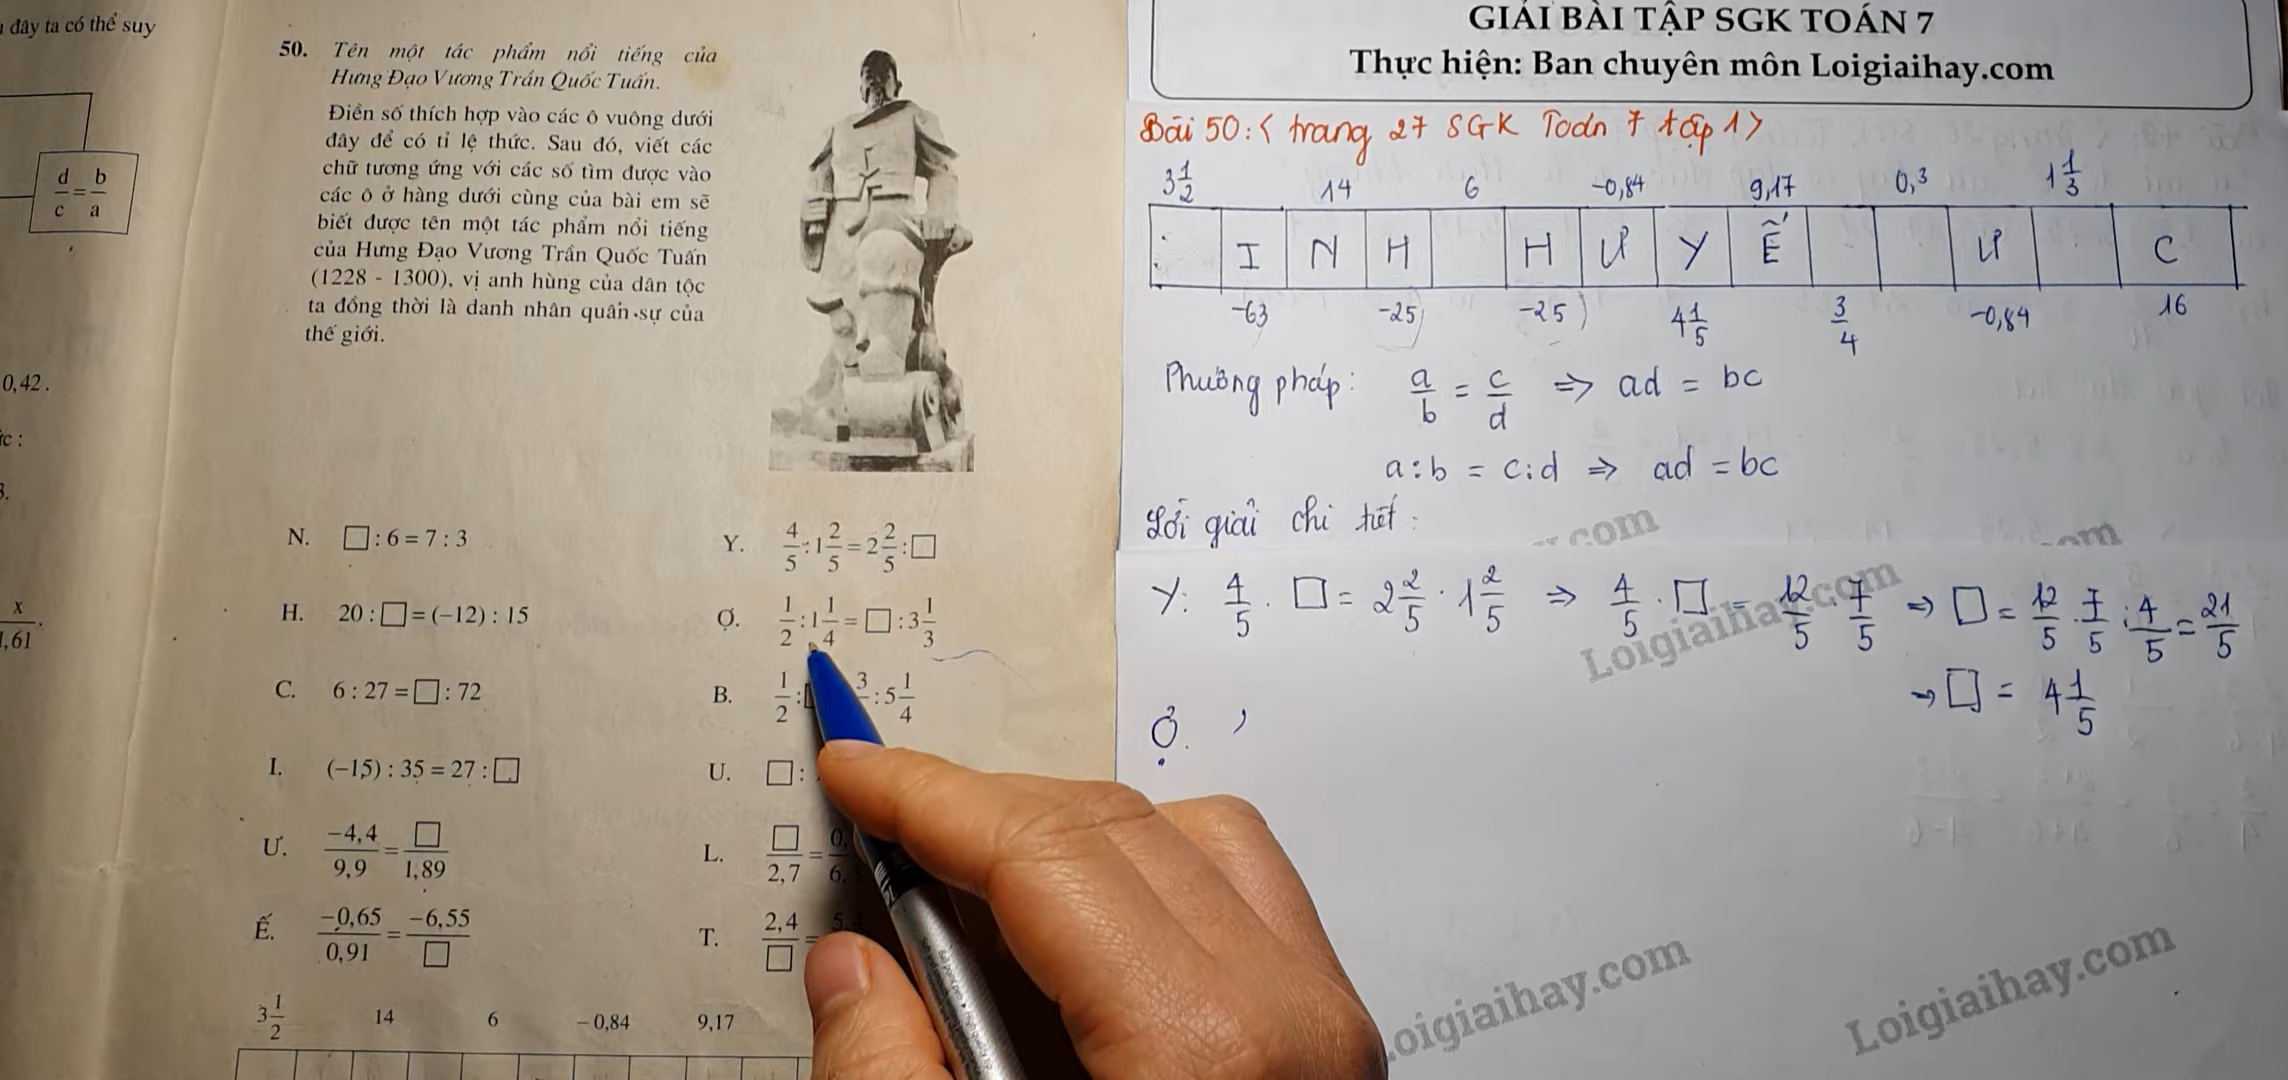 đây ta có thể suy
d/c = b/a
0,42.
x
50. Tên một tác phẩm nổi tiếng của
Hưng Đạo Vương Trần Quốc Tuấn.
Điền số thích hợp vào các ô vuông dưới
đây để có tỉ lệ thức. Sau đó, viết các
chữ tương ứng với các số tìm được vào
các ô ở hàng dưới cùng của bài em sẽ
biết được tên một tác phẩm nổi tiếng
của Hưng Đạo Vương Trần Quốc Tuấn
(1228 - 1300), vị anh hùng của dân tộc
ta đồng thời là danh nhân quân sự của
thế giới.
N. □ : 6 = 7 : 3
Y. 4/5 : 1 2/5 = 2 2/5 : □
H. 20 : □ = (−12) : 15
Ợ. 1/2 : 1 1/4 = □ : 3 1/3
C. 6 : 27 = □ : 72
B. 1/2 : 3 : 5 1/4
I. (−15) : 35 = 27 : □
U. □ :
Ư. −4,4/9,9 = □/1,89
L. □/2,7 =
Ế. −0,65/0,91 = −6,55/□
T. 2,4/□ =
3 1/2 14 6 −0,84 9,17
GIẢI BÀI TẬP SGK TOÁN 7
Thực hiện: Ban chuyên môn Loigiaihay.com
Bài 50: < trang 27 SGK Toán 7 tập 1>
3 1/2 14 6 -0,84 9,17 0,3 1 1/3
I N H H Ư Y Ế Ư C
-63 -25 -25 4 1/5 3/4 -0,84 16
Phương pháp: a/b = c/d => ad = bc
a : b = c : d => ad = bc
Lời giải chi tiết :
Y: 4/5 . □ = 2 2/5 . 1 2/5 => 4/5 . □ = 12/5 . 7/5 => □ = 12/5 . 7/5 : 4/5 = 21/5
=> □ = 4 1/5
Ợ.
Loigiaihay.com
Loigiaihay.com
Loigiaihay.com